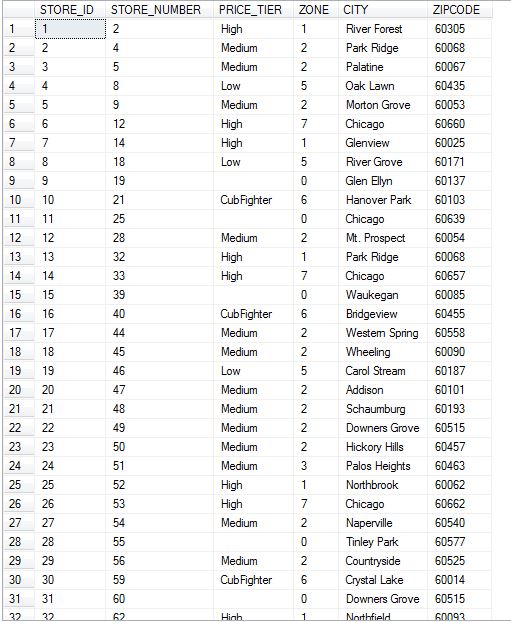 STORE_ID STORE_NUMBER PRICE_TIER ZONE CITY ZIPCODE
1 1 2 High 1 River Forest 60305
2 2 4 Medium 2 Park Ridge 60068
3 3 5 Medium 2 Palatine 60067
4 4 8 Low 5 Oak Lawn 60435
5 5 9 Medium 2 Morton Grove 60053
6 6 12 High 7 Chicago 60660
7 7 14 High 1 Glenview 60025
8 8 18 Low 5 River Grove 60171
9 9 19 0 Glen Ellyn 60137
10 10 21 CubFighter 6 Hanover Park 60103
11 11 25 0 Chicago 60639
12 12 28 Medium 2 Mt. Prospect 60054
13 13 32 High 1 Park Ridge 60068
14 14 33 High 7 Chicago 60657
15 15 39 0 Waukegan 60085
16 16 40 CubFighter 6 Bridgeview 60455
17 17 44 Medium 2 Western Spring 60558
18 18 45 Medium 2 Wheeling 60090
19 19 46 Low 5 Carol Stream 60187
20 20 47 Medium 2 Addison 60101
21 21 48 Medium 2 Schaumburg 60193
22 22 49 Medium 2 Downers Grove 60515
23 23 50 Medium 2 Hickory Hills 60457
24 24 51 Medium 3 Palos Heights 60463
25 25 52 High 1 Northbrook 60062
26 26 53 High 7 Chicago 60662
27 27 54 Medium 2 Naperville 60540
28 28 55 0 Tinley Park 60577
29 29 56 Medium 2 Countryside 60525
30 30 59 CubFighter 6 Crystal Lake 60014
31 31 60 0 Downers Grove 60515
32 32 62 High 1 Northfield 60093